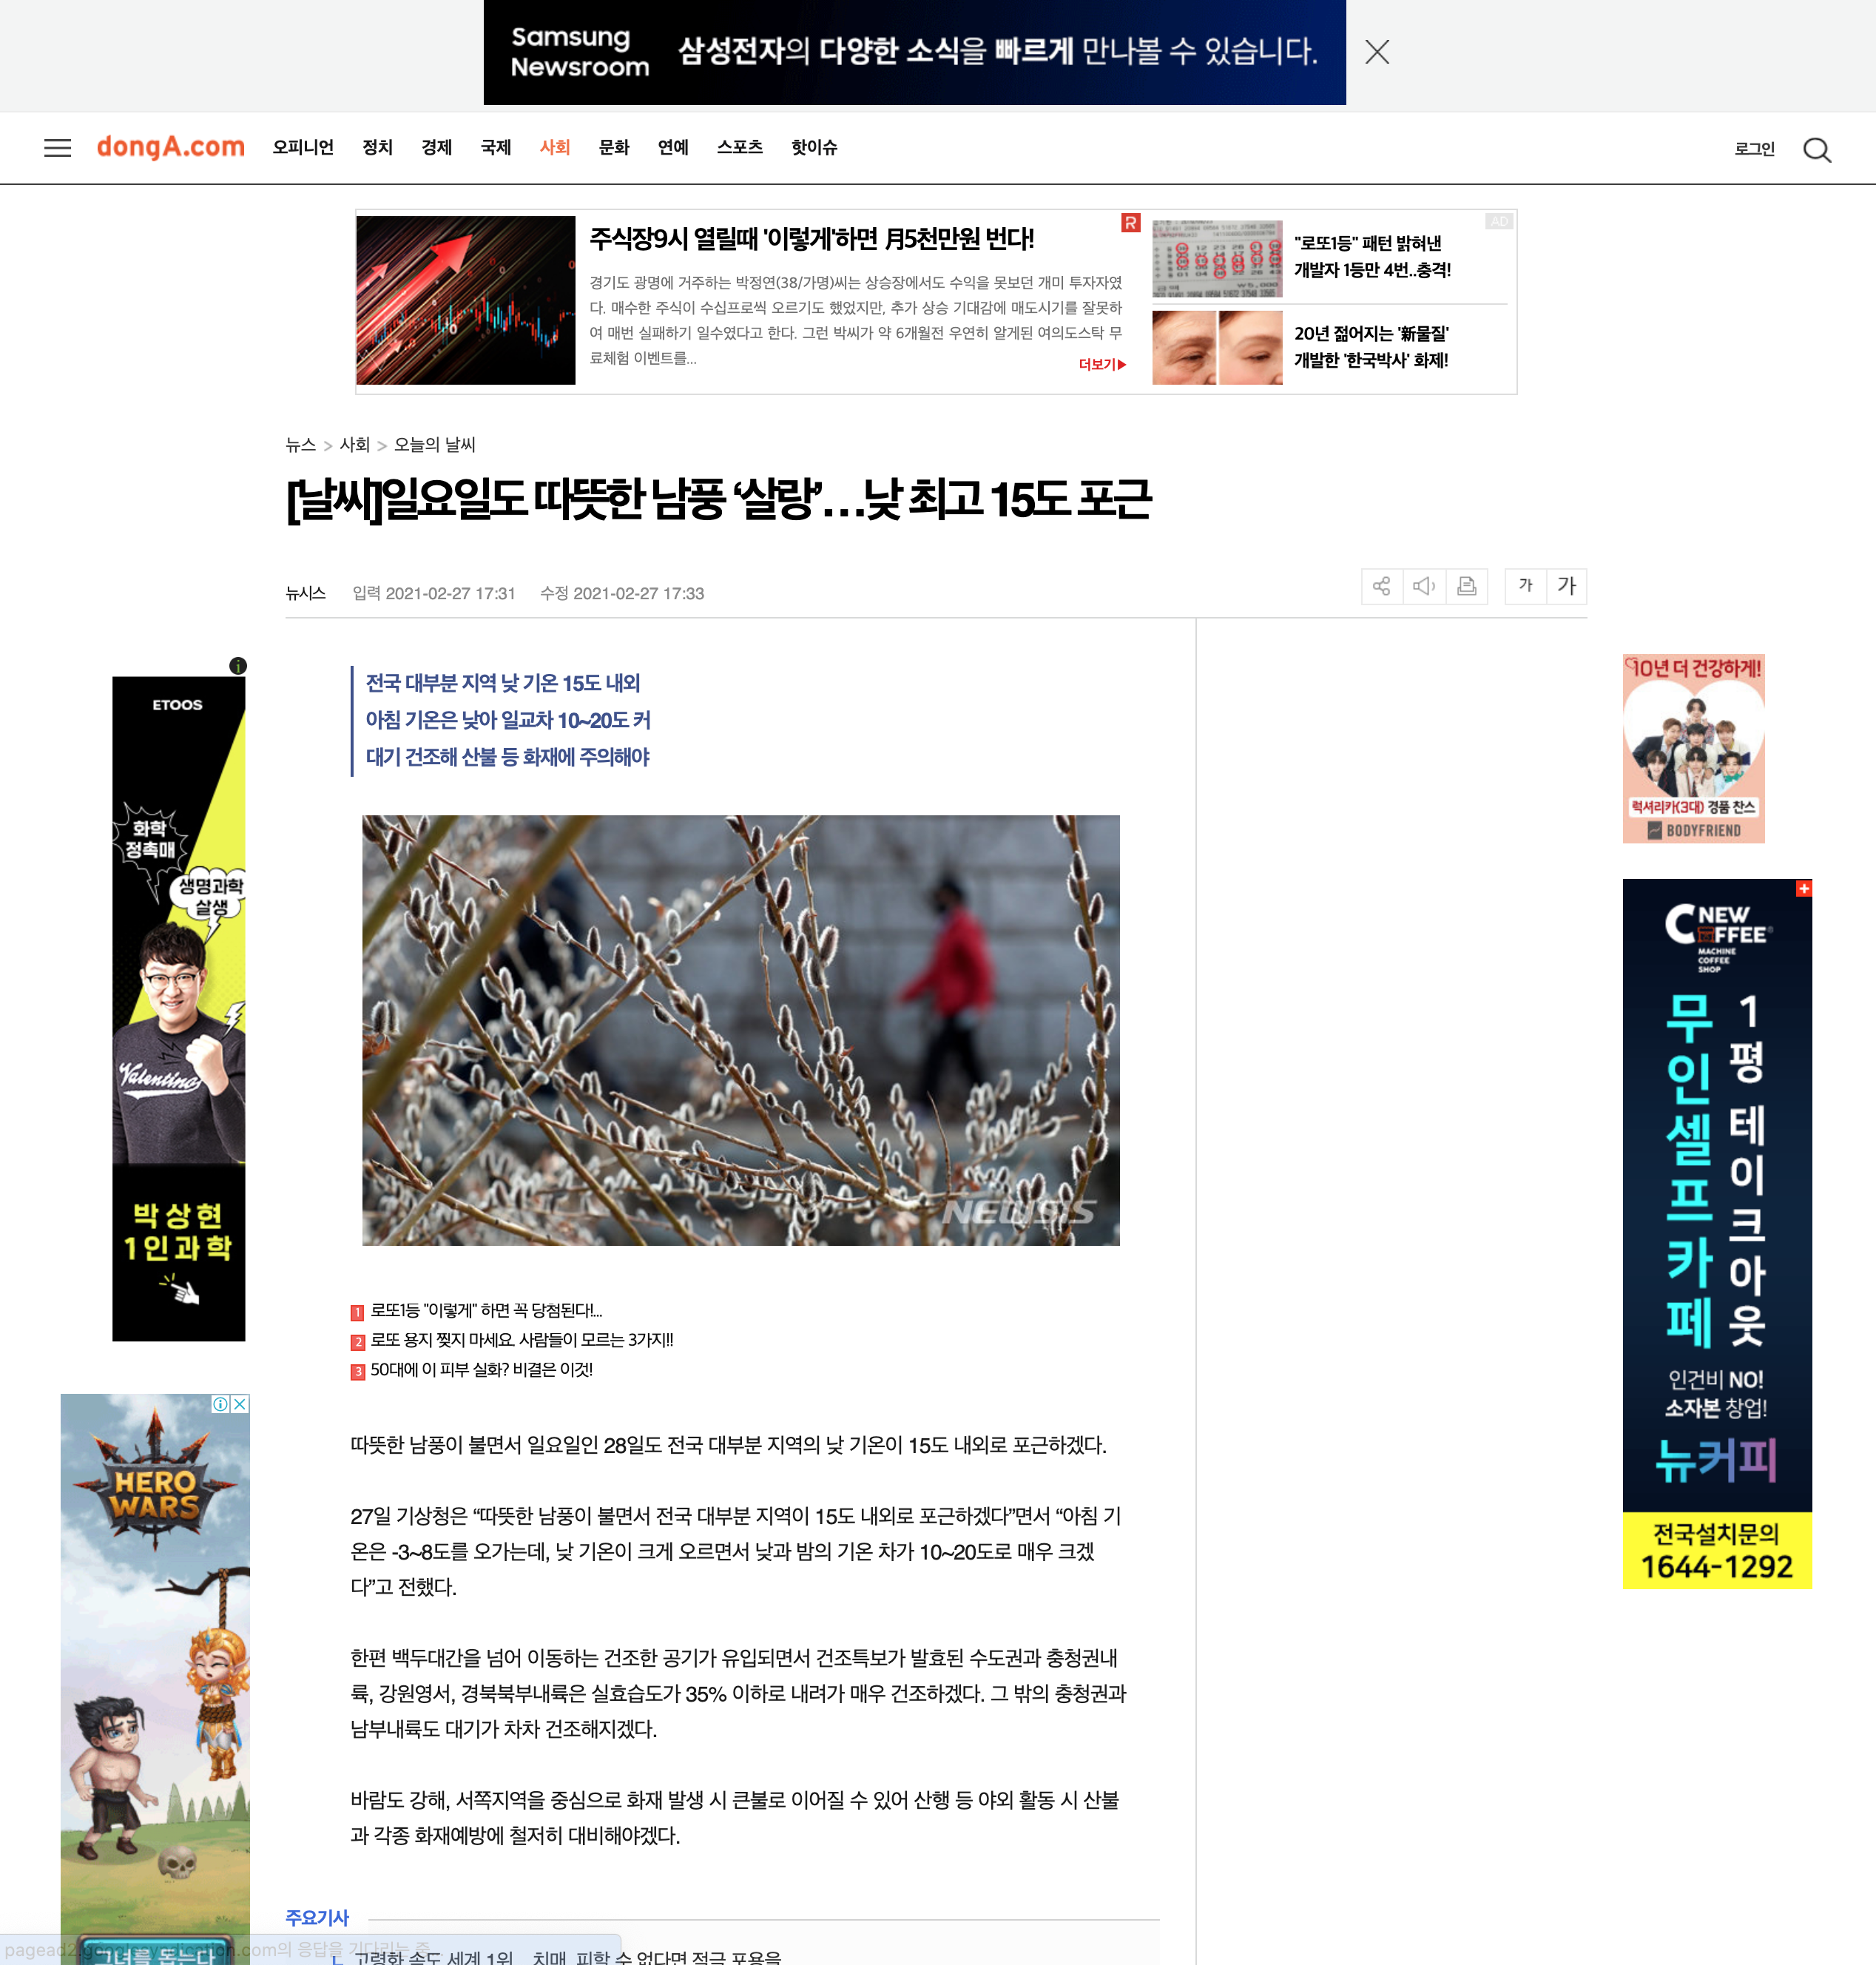 Samsung
Newsroom
삼성전자의 다양한 소식을 빠르게 만나볼 수 있습니다.
dongA.com
오피니언 정치 경제 국제 사회 문화 연예 스포츠 핫이슈
로그인
주식장9시 열릴때 '이렇게'하면 月5천만원 번다!
R
경기도 광명에 거주하는 박정연(38/가명)씨는 상승장에서도 수익을 못보던 개미 투자자였
다. 매수한 주식이 수십프로씩 오르기도 했었지만, 추가 상승 기대감에 매도시기를 잘못하
여 매번 실패하기 일수였다고 한다. 그런 박씨가 약 6개월전 우연히 알게된 여의도스탁 무
료체험 이벤트를...
더보기▶
AD
"로또1등" 패턴 밝혀낸
개발자 1등만 4번..충격!
20년 젊어지는 '新물질'
개발한 '한국박사' 화제!
뉴스 > 사회 > 오늘의 날씨
[날씨]일요일도 따뜻한 남풍 ‘살랑’…낮 최고 15도 포근
뉴시스 입력 2021-02-27 17:31 수정 2021-02-27 17:33
가 가
전국 대부분 지역 낮 기온 15도 내외
아침 기온은 낮아 일교차 10~20도 커
대기 건조해 산불 등 화재에 주의해야
NEWSIS
1 로또1등 "이렇게" 하면 꼭 당첨된다!...
2 로또 용지 찢지 마세요. 사람들이 모르는 3가지!!
3 50대에 이 피부 실화? 비결은 이것!
따뜻한 남풍이 불면서 일요일인 28일도 전국 대부분 지역의 낮 기온이 15도 내외로 포근하겠다.
27일 기상청은 “따뜻한 남풍이 불면서 전국 대부분 지역이 15도 내외로 포근하겠다”면서 “아침 기
온은 -3~8도를 오가는데, 낮 기온이 크게 오르면서 낮과 밤의 기온 차가 10~20도로 매우 크겠
다”고 전했다.
한편 백두대간을 넘어 이동하는 건조한 공기가 유입되면서 건조특보가 발효된 수도권과 충청권내
륙, 강원영서, 경북북부내륙은 실효습도가 35% 이하로 내려가 매우 건조하겠다. 그 밖의 충청권과
남부내륙도 대기가 차차 건조해지겠다.
바람도 강해, 서쪽지역을 중심으로 화재 발생 시 큰불로 이어질 수 있어 산행 등 야외 활동 시 산불
과 각종 화재예방에 철저히 대비해야겠다.
주요기사
고령화 속도 세계 1위… 치매, 피할 수 없다면 적극 포용을
ETOOS
화학
정촉매
생명과학
살생
Valentino
박상현
1인과학
HERO
WARS
그녀를 돕는다
pagead2.googlesyndication.com의 응답을 기다리는 중...
10년 더 건강하게!
럭셔리카(3대) 경품 찬스
BODYFRIEND
NEW
COFFEE
MACHINE
COFFEE
SHOP
1평 테이크아웃
무인셀프카페
인건비 NO!
소자본 창업!
뉴커피
전국설치문의
1644-1292